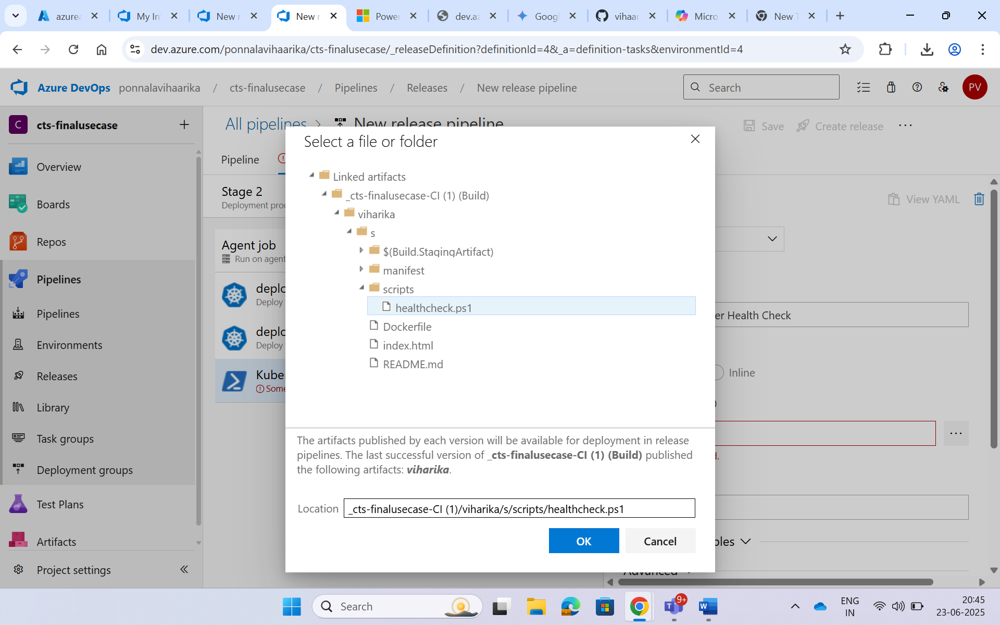 azurea
My In
New r
New r
Power
dev.az
Googl
vihaar
Micro
New T
dev.azure.com/ponnalavihaarika/cts-finalusecase/_releaseDefinition?definitionId=4&_a=definition-tasks&environmentId=4
Azure DevOps ponnalavihaarika / cts-finalusecase / Pipelines / Releases / New release pipeline
Search
PV
C cts-finalusecase
All pipelines > New release pipeline
Save
Create release
Overview
Boards
Repos
Pipelines
Pipelines
Environments
Releases
Library
Task groups
Deployment groups
Test Plans
Artifacts
Project settings
Pipeline
Stage 2
Deployment proc
Agent job
Run on agent
deplo
Deploy
deplo
Deploy
Kuber
Some
View YAML
er Health Check
Inline
d.
bles
Advanced
Select a file or folder
Linked artifacts
_cts-finalusecase-CI (1) (Build)
viharika
s
$(Build.StagingArtifact)
manifest
scripts
healthcheck.ps1
Dockerfile
index.html
README.md
The artifacts published by each version will be available for deployment in release
pipelines. The last successful version of _cts-finalusecase-CI (1) (Build) published
the following artifacts: viharika.
Location _cts-finalusecase-CI (1)/viharika/s/scripts/healthcheck.ps1
OK
Cancel
Search
9+
ENG
IN
20:45
23-06-2025